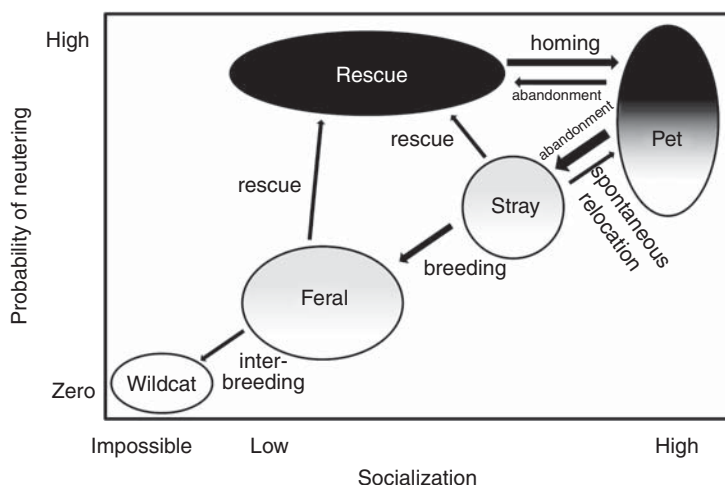 Probability of neutering
High
Zero
Rescue
homing
abandonment
Pet
abandonment
rescue
rescue
Stray
spontaneous
relocation
breeding
Feral
inter-
breeding
Wildcat
Impossible
Low
High
Socialization